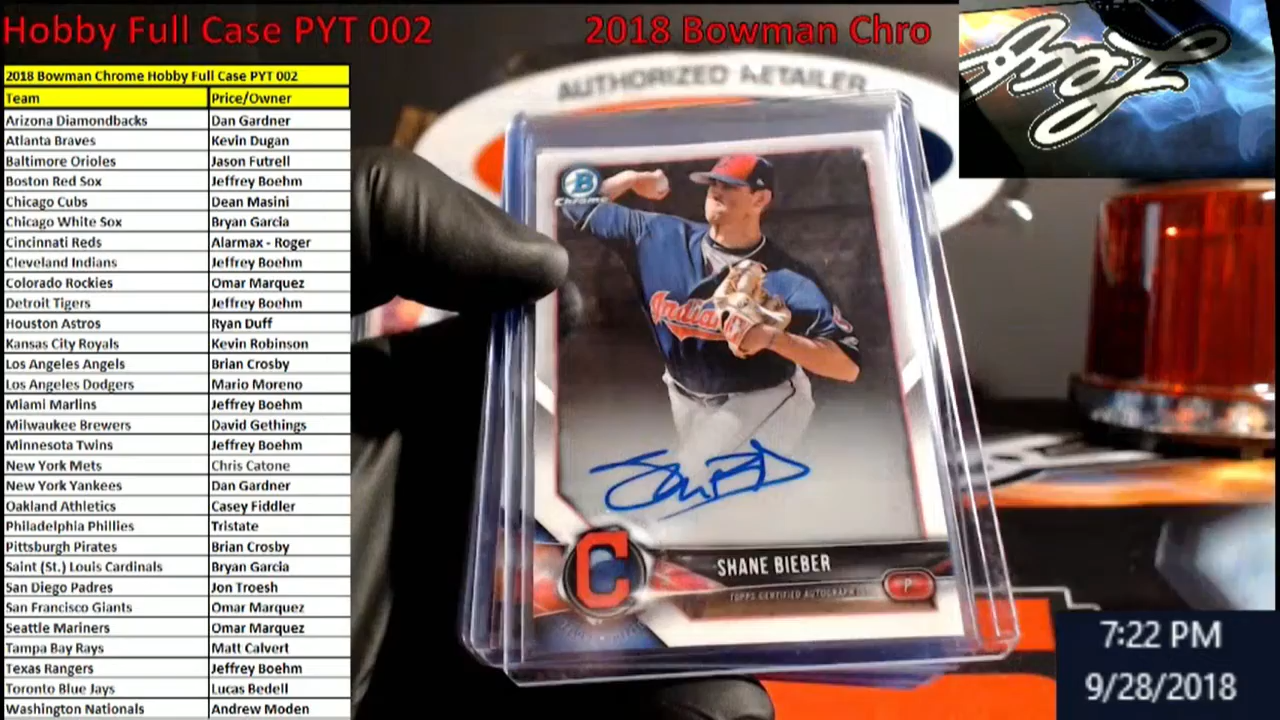 Hobby Full Case PYT 002
2018 Bowman Chro
2018 Bowman Chrome Hobby Full Case PYT 002
Team Price/Owner
Arizona Diamondbacks Dan Gardner
Atlanta Braves Kevin Dugan
Baltimore Orioles Jason Futrell
Boston Red Sox Jeffrey Boehm
Chicago Cubs Dean Masini
Chicago White Sox Bryan Garcia
Cincinnati Reds Alarmax - Roger
Cleveland Indians Jeffrey Boehm
Colorado Rockies Omar Marquez
Detroit Tigers Jeffrey Boehm
Houston Astros Ryan Duff
Kansas City Royals Kevin Robinson
Los Angeles Angels Brian Crosby
Los Angeles Dodgers Mario Moreno
Miami Marlins Jeffrey Boehm
Milwaukee Brewers David Gethings
Minnesota Twins Jeffrey Boehm
New York Mets Chris Catone
New York Yankees Dan Gardner
Oakland Athletics Casey Fiddler
Philadelphia Phillies Tristate
Pittsburgh Pirates Brian Crosby
Saint (St.) Louis Cardinals Bryan Garcia
San Diego Padres Jon Troesh
San Francisco Giants Omar Marquez
Seattle Mariners Omar Marquez
Tampa Bay Rays Matt Calvert
Texas Rangers Jeffrey Boehm
Toronto Blue Jays Lucas Bedell
Washington Nationals Andrew Moden
AUTHORIZED RETAILER
B
Chrome
Indians
C
SHANE BIEBER
TOPPS CERTIFIED AUTOGRAPH
P
7:22 PM
9/28/2018